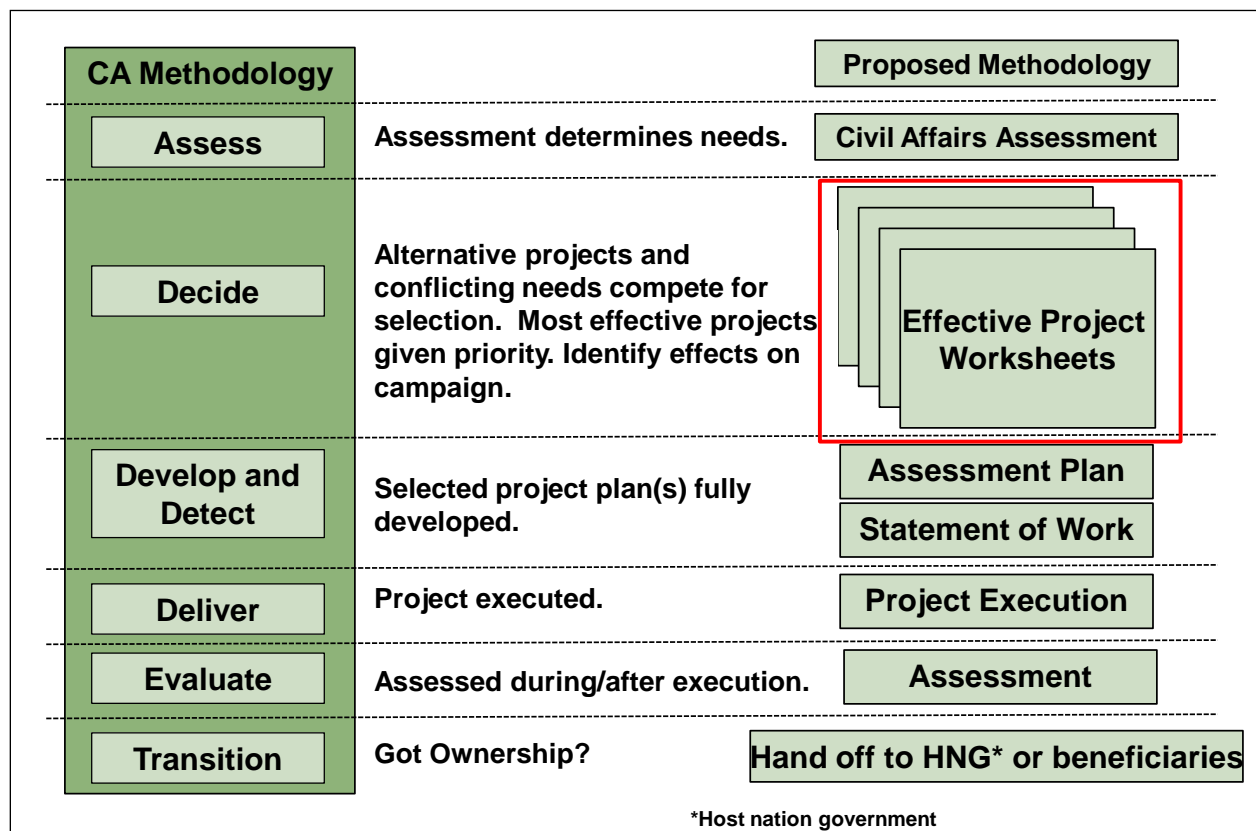 CA Methodology
Proposed Methodology
Assess
Assessment determines needs.
Civil Affairs Assessment
Decide
Alternative projects and
conflicting needs compete for
selection.  Most effective projects
given priority. Identify effects on
campaign.
Effective Project
Worksheets
Develop and
Detect
Selected project plan(s) fully
developed.
Assessment Plan
Statement of Work
Deliver
Project executed.
Project Execution
Evaluate
Assessed during/after execution.
Assessment
Transition
Got Ownership?
Hand off to HNG* or beneficiaries
*Host nation government